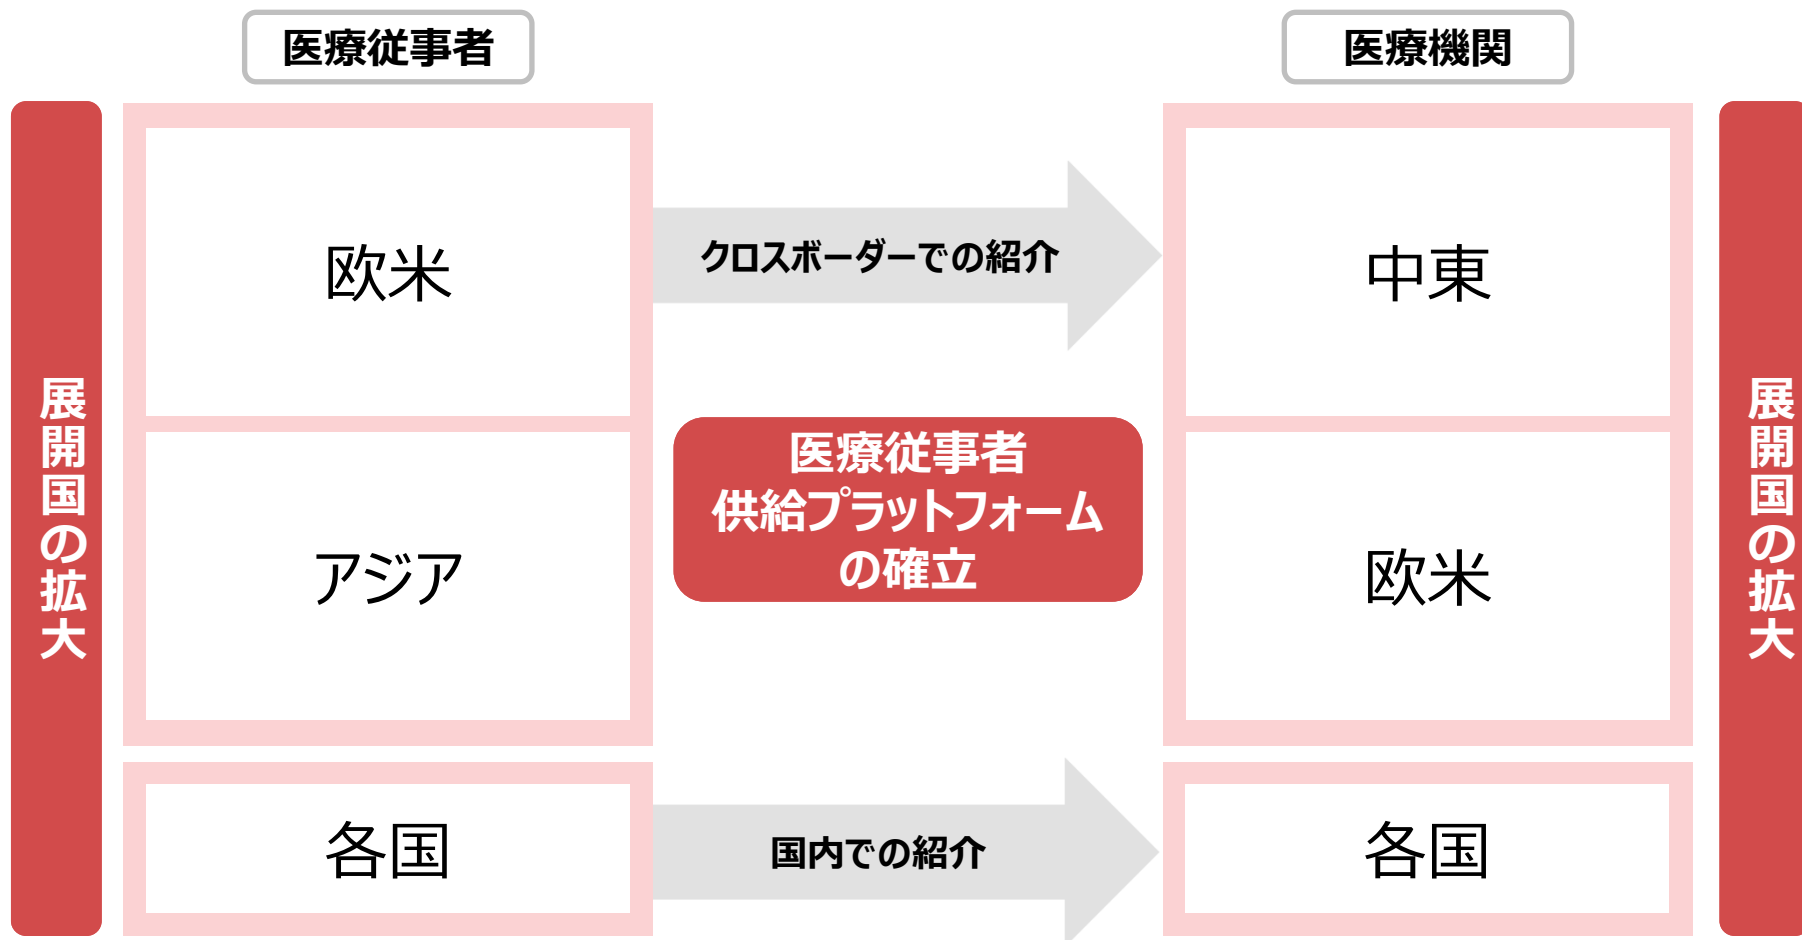 医療従事者
医療機関
展開国の拡大
欧米
クロスボーダーでの紹介
中東
展開国の拡大
医療従事者
供給プラットフォーム
の確立
アジア
欧米
各国
国内での紹介
各国